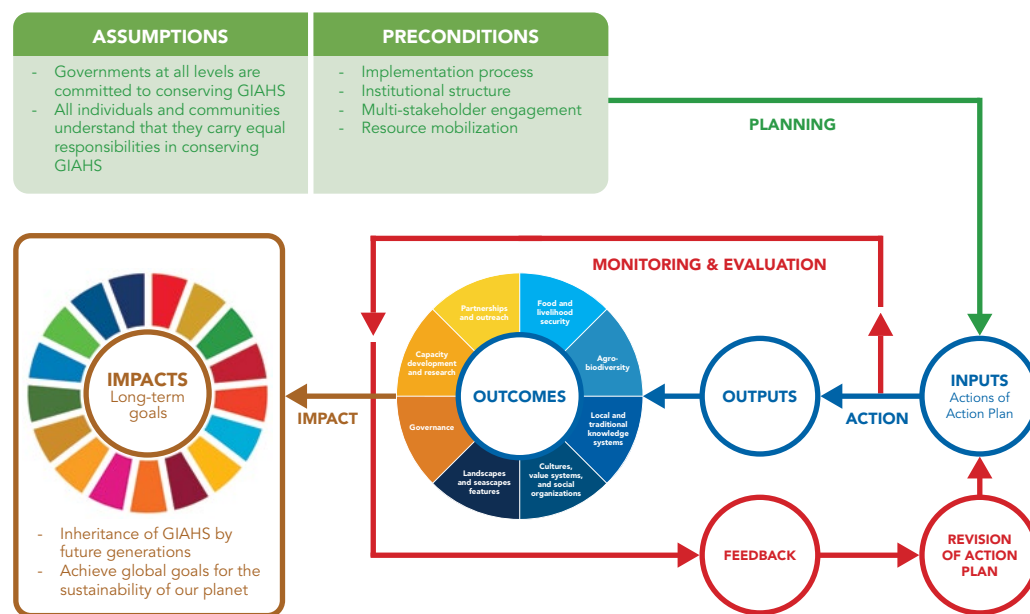 ASSUMPTIONS
- Governments at all levels are
committed to conserving GIAHS
- All individuals and communities
understand that they carry equal
responsibilities in conserving
GIAHS
PRECONDITIONS
- Implementation process
- Institutional structure
- Multi-stakeholder engagement
- Resource mobilization
PLANNING
MONITORING & EVALUATION
IMPACTS
Long-term
goals
- Inheritance of GIAHS by
future generations
- Achieve global goals for the
sustainability of our planet
IMPACT
OUTCOMES
Partnerships
and outreach
Food and
livelihood
security
Agro-
biodiversity
Local and
traditional
knowledge
systems
Cultures,
value systems,
and social
organizations
Landscapes
and seascapes
features
Governance
Capacity
development
and research
OUTPUTS
ACTION
INPUTS
Actions of
Action Plan
FEEDBACK
REVISION
OF ACTION
PLAN